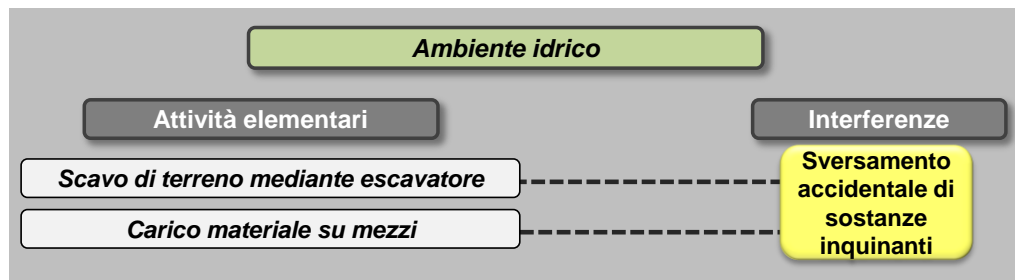 Ambiente idrico
Attività elementari
Interferenze
Scavo di terreno mediante escavatore
Carico materiale su mezzi
Sversamento
accidentale di
sostanze
inquinanti